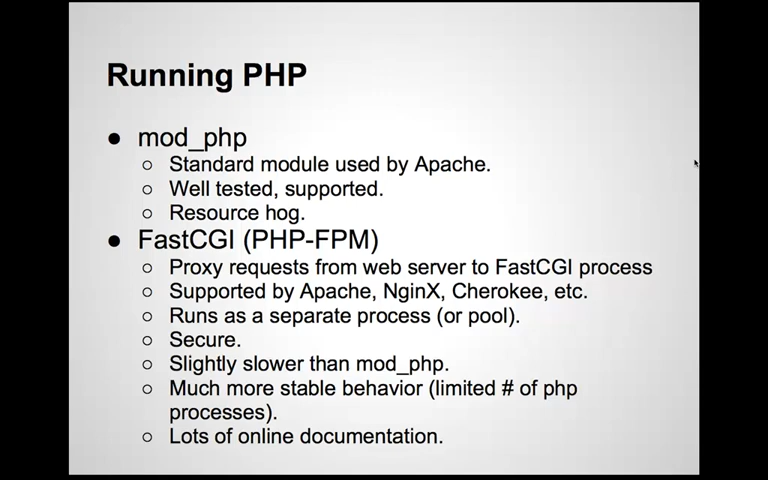 Running PHP
● mod_php
○ Standard module used by Apache.
○ Well tested, supported.
○ Resource hog.
● FastCGI (PHP-FPM)
○ Proxy requests from web server to FastCGI process
○ Supported by Apache, NginX, Cherokee, etc.
○ Runs as a separate process (or pool).
○ Secure.
○ Slightly slower than mod_php.
○ Much more stable behavior (limited # of php
processes).
○ Lots of online documentation.